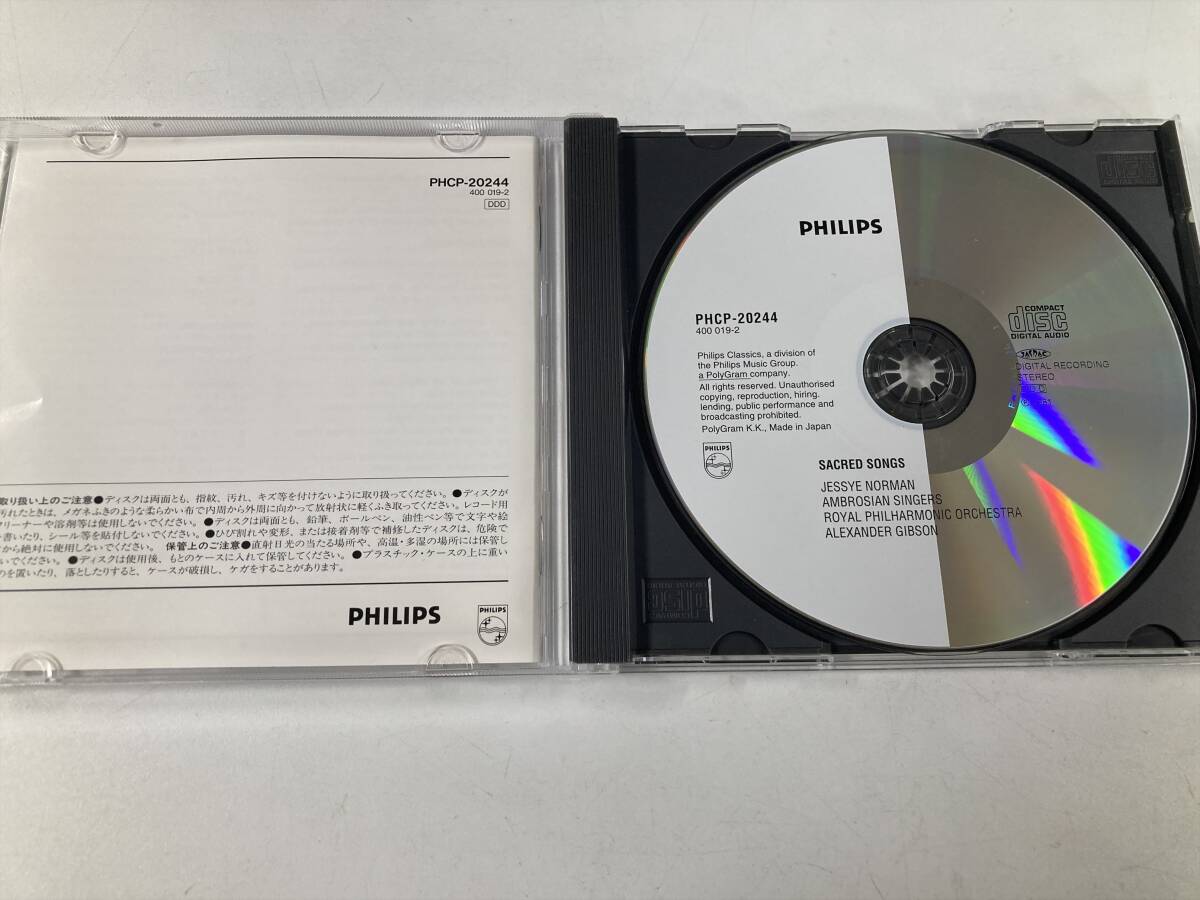 PHCP-20244
400 019-2
DDD
取り扱い上のご注意●ディスクは両面とも、指紋、汚れ、キズ等を付けないように取り扱ってください。●ディスクが
汚れたときは、メガネふきのような柔らかい布で内周から外周に向かって放射状に軽くふき取ってください。レコード用
クリーナーや溶剤等は使用しないでください。●ディスクは両面とも、鉛筆、ボールペン、油性ペン等で文字や絵
書いたり、シール等を貼付しないでください。●ひび割れや変形、または接着剤等で補修したディスクは、危険で
から絶対に使用しないでください。 保管上のご注意●直射日光の当たる場所や、高温・多湿の場所には保管し
いでください。●ディスクは使用後、もとのケースに入れて保管してください。●プラスチック・ケースの上に重い
のを置いたり、落としたりすると、ケースが破損し、ケガをすることがあります。
PHILIPS
PHILIPS
PHILIPS
PHCP-20244
400 019-2
Philips Classics, a division of
the Philips Music Group.
a PolyGram company.
All rights reserved. Unauthorised
copying, reproduction, hiring.
lending, public performance and
broadcasting prohibited.
PolyGram K.K., Made in Japan
PHILIPS
SACRED SONGS
JESSYE NORMAN
AMBROSIAN SINGERS
ROYAL PHILHARMONIC ORCHESTRA
ALEXANDER GIBSON
COMPACT
disc
DIGITAL AUDIO
JASRAC
DIGITAL RECORDING
STEREO